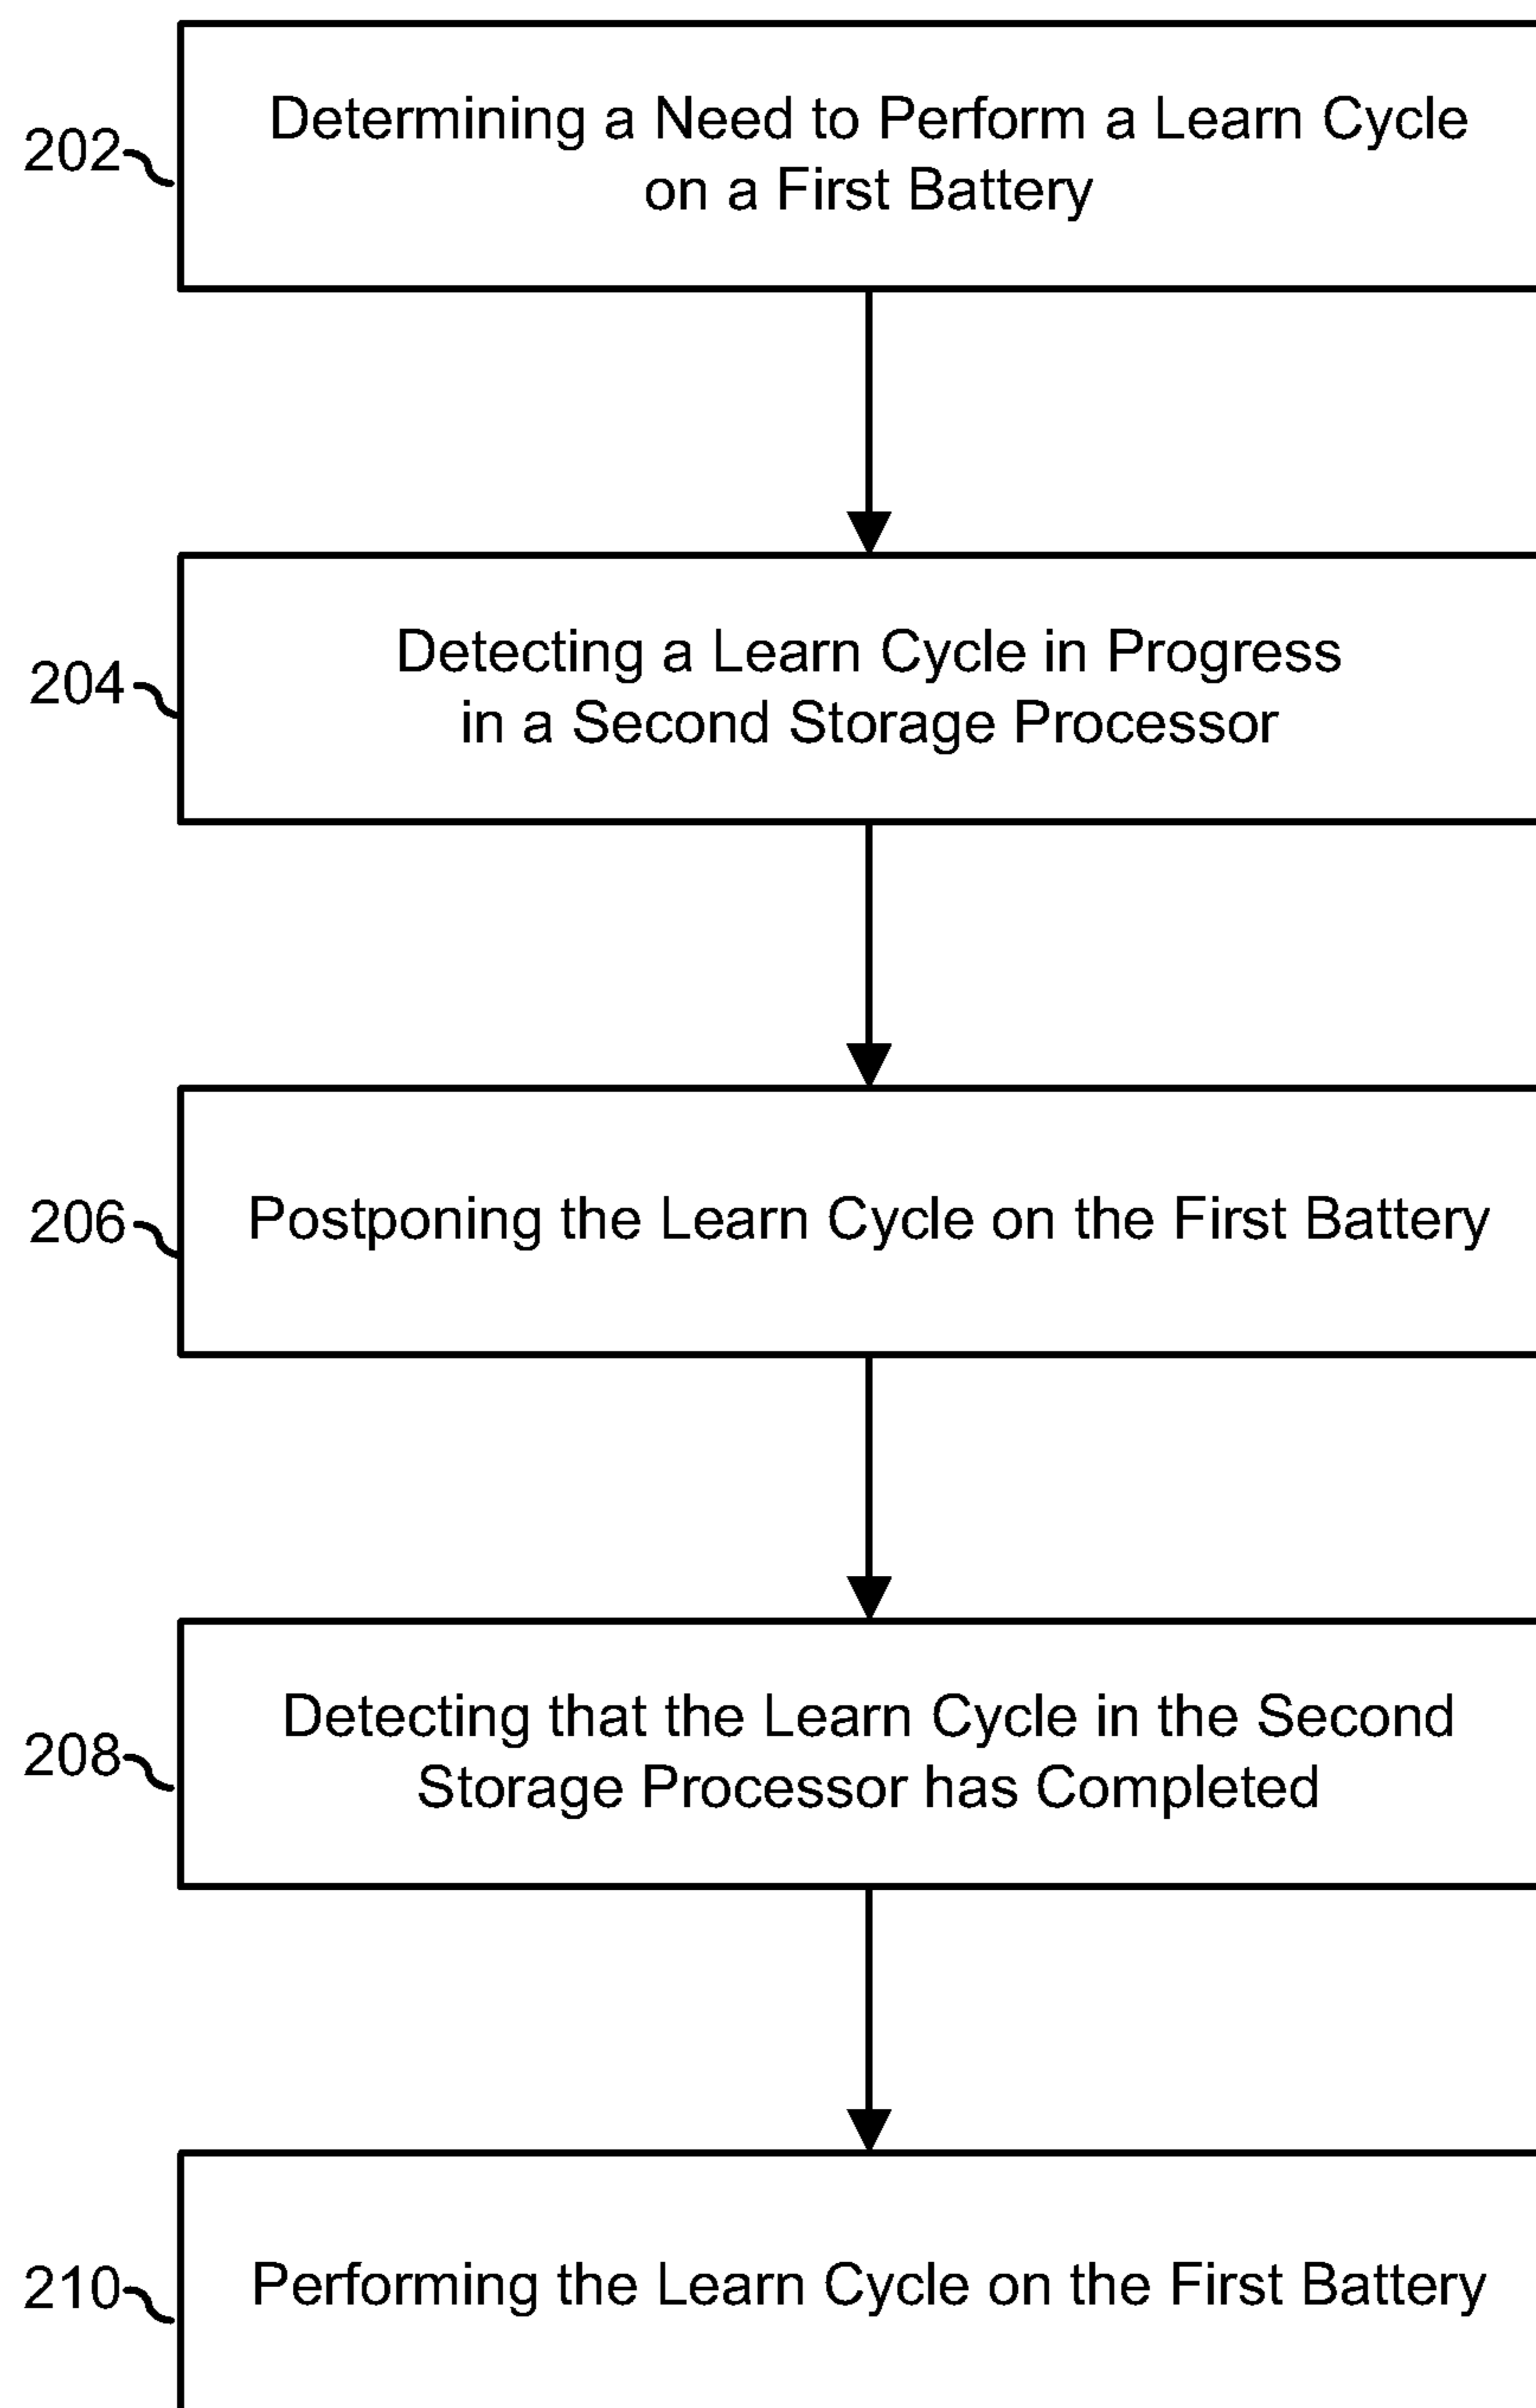 202
Determining a Need to Perform a Learn Cycle
on a First Battery
204
Detecting a Learn Cycle in Progress
in a Second Storage Processor
206
Postponing the Learn Cycle on the First Battery
208
Detecting that the Learn Cycle in the Second
Storage Processor has Completed
210
Performing the Learn Cycle on the First Battery